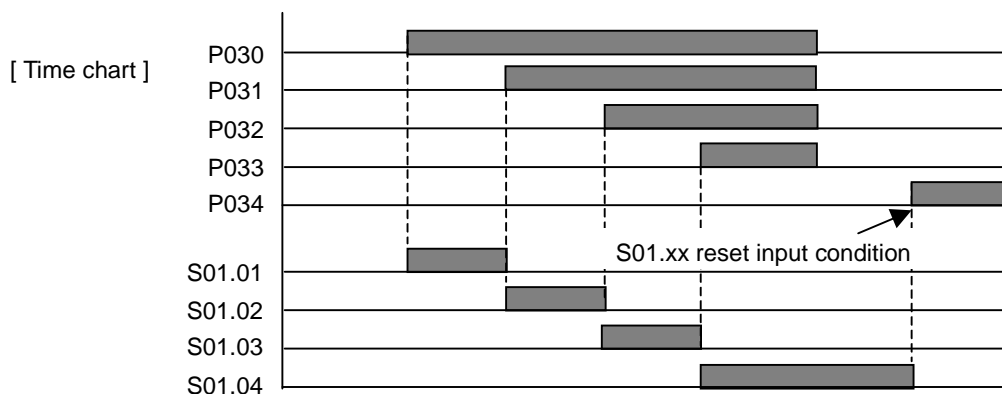 P030
[ Time chart ]
P031
P032
P033
P034
S01.xx reset input condition
S01.01
S01.02
S01.03
S01.04